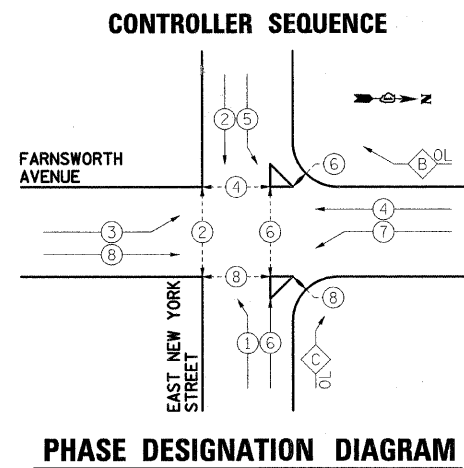 CONTROLLER SEQUENCE
2 5
N
FARNSWORTH
AVENUE
6
OL
B
4
4
3
2
6
7
8
8
8
EAST NEW YORK
STREET
1 6
C
OL
PHASE DESIGNATION DIAGRAM